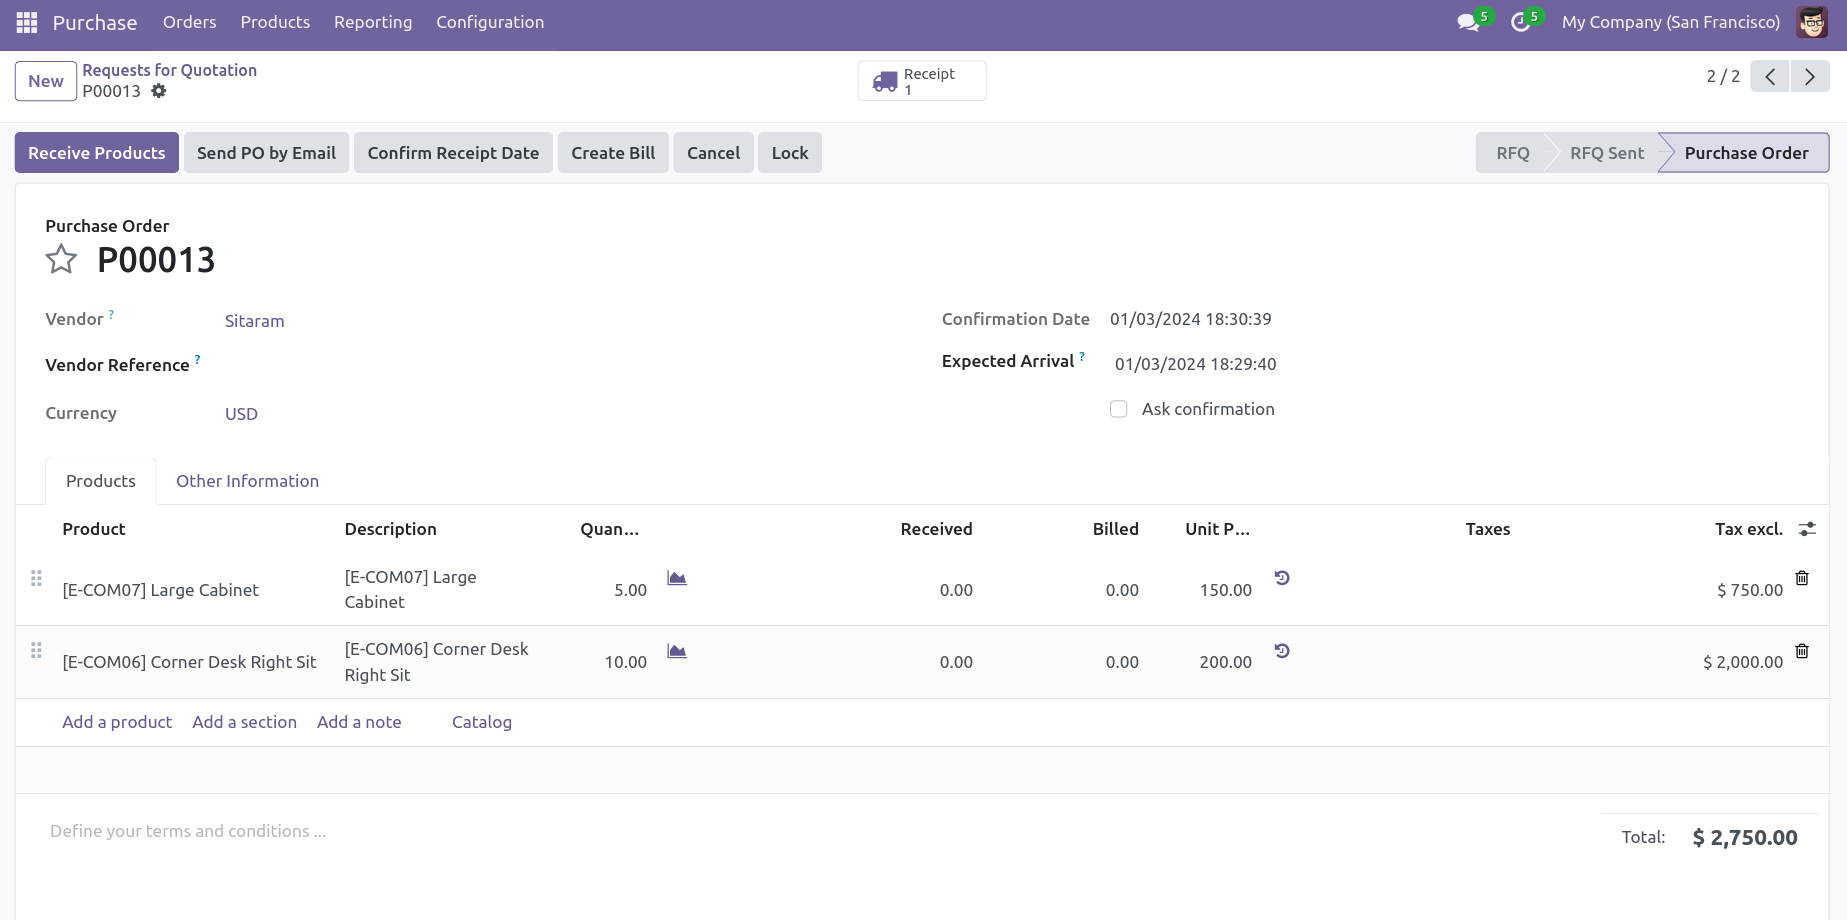 Purchase Orders Products Reporting Configuration 5 5 My Company (San Francisco)
New Requests for Quotation
P00013
Receipt
1
2 / 2
Receive Products Send PO by Email Confirm Receipt Date Create Bill Cancel Lock RFQ RFQ Sent Purchase Order
Purchase Order
P00013
Vendor ? Sitaram Confirmation Date 01/03/2024 18:30:39
Vendor Reference ? Expected Arrival ? 01/03/2024 18:29:40
Currency USD Ask confirmation
Products Other Information
Product Description Quan... Received Billed Unit P... Taxes Tax excl.
[E-COM07] Large Cabinet [E-COM07] Large 5.00 0.00 0.00 150.00 $ 750.00
Cabinet
[E-COM06] Corner Desk Right Sit [E-COM06] Corner Desk 10.00 0.00 0.00 200.00 $ 2,000.00
Right Sit
Add a product Add a section Add a note Catalog
Define your terms and conditions ...
Total: $ 2,750.00